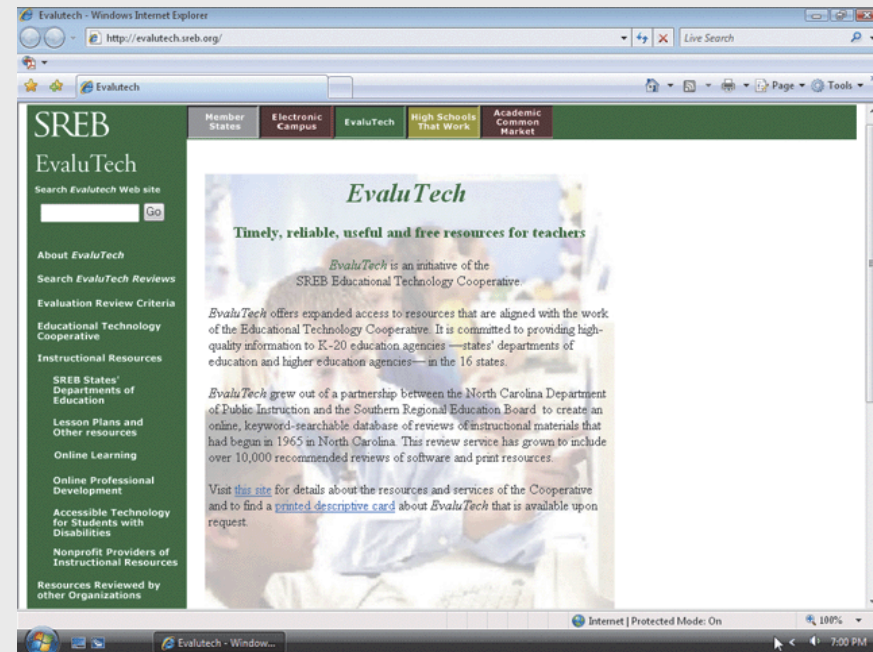 Evalutech - Windows Internet Explorer
http://evalutech.sreb.org/
Live Search
Evalutech
Page
Tools
SREB
EvaluTech
Search Evalutech Web site
Go
About EvaluTech
Search EvaluTech Reviews
Evaluation Review Criteria
Educational Technology
Cooperative
Instructional Resources
SREB States'
Departments of
Education
Lesson Plans and
Other resources
Online Learning
Online Professional
Development
Accessible Technology
for Students with
Disabilities
Nonprofit Providers of
Instructional Resources
Resources Reviewed by
other Organizations
Member
States
Electronic
Campus
EvaluTech
High Schools
That Work
Academic
Common
Market
EvaluTech
Timely, reliable, useful and free resources for teachers
EvaluTech is an initiative of the
SREB Educational Technology Cooperative.
EvaluTech offers expanded access to resources that are aligned with the work
of the Educational Technology Cooperative. It is committed to providing high-
quality information to K-20 education agencies —states' departments of
education and higher education agencies— in the 16 states.
EvaluTech grew out of a partnership between the North Carolina Department
of Public Instruction and the Southern Regional Education Board to create an
online, keyword-searchable database of reviews of instructional materials that
had begun in 1965 in North Carolina. This review service has grown to include
over 10,000 recommended reviews of software and print resources.
Visit this site for details about the resources and services of the Cooperative
and to find a printed descriptive card about EvaluTech that is available upon
request.
Internet | Protected Mode: On
100%
Evalutech - Window...
7:00 PM